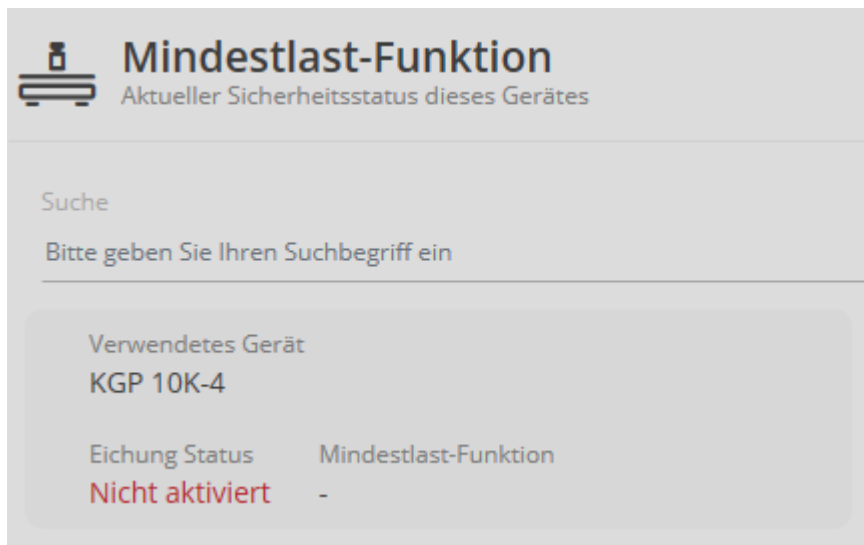 Mindestlast-Funktion
Aktueller Sicherheitsstatus dieses Gerätes
Suche
Bitte geben Sie Ihren Suchbegriff ein
Verwendetes Gerät
KGP 10K-4
Eichung Status Mindestlast-Funktion
Nicht aktiviert -